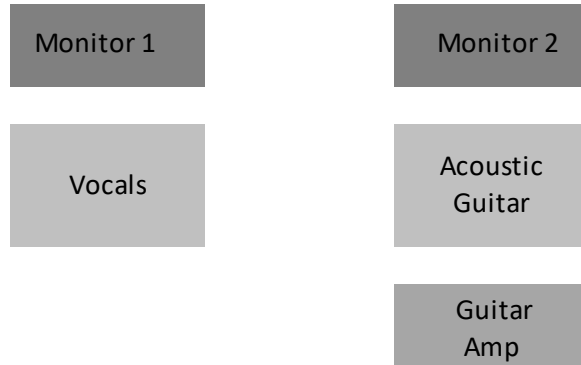 Monitor 1
Monitor 2
Vocals
Acoustic
Guitar
Guitar
Amp